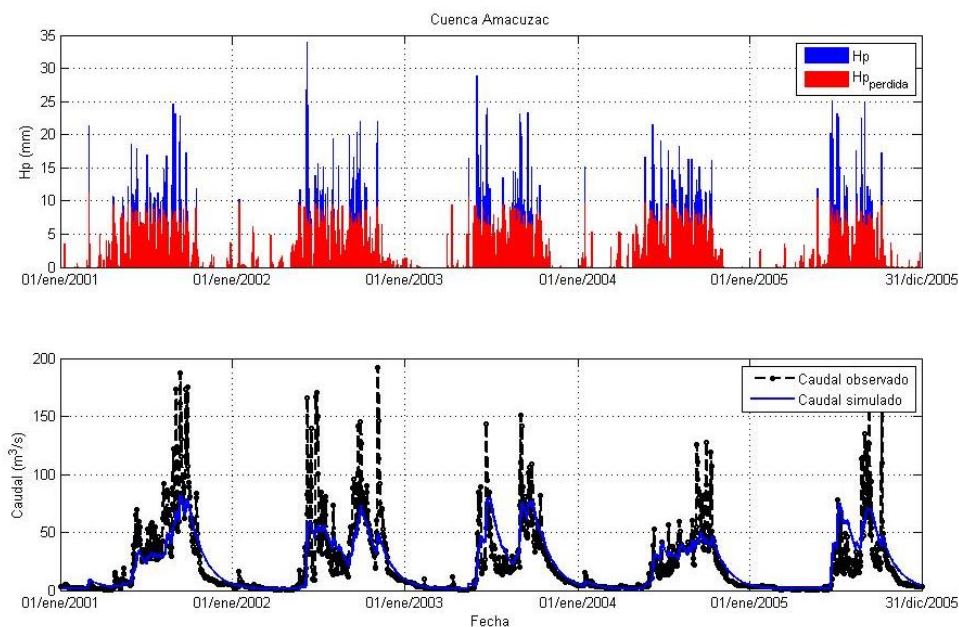 Cuenca Amacuzac
35
30
25
20
15
10
5
0
Hp (mm)
Hp
Hp perdida
01/ene/2001 01/ene/2002 01/ene/2003 01/ene/2004 01/ene/2005 31/dic/2005
200
150
100
50
0
Caudal (m³/s)
Caudal observado
Caudal simulado
01/ene/2001 01/ene/2002 01/ene/2003 01/ene/2004 01/ene/2005 31/dic/2005
Fecha